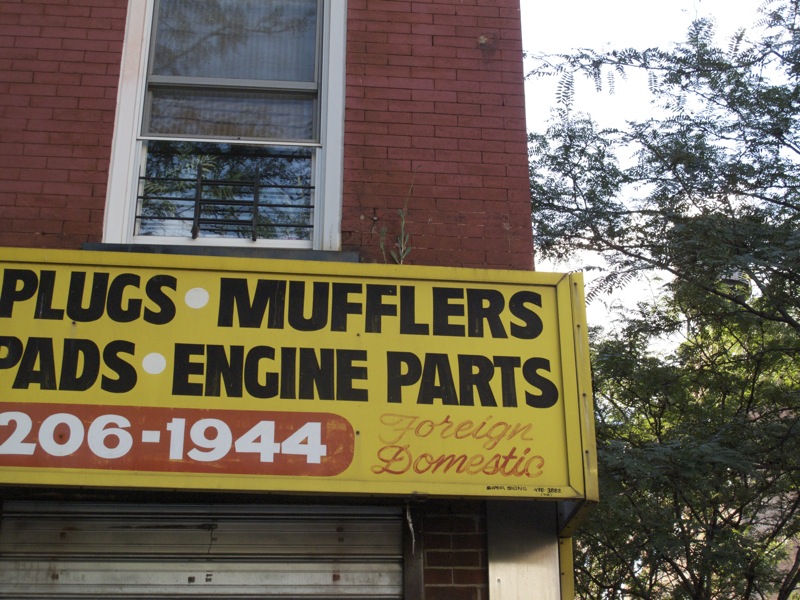 PLUGS • MUFFLERS
PADS • ENGINE PARTS
206-1944
Foreign
Domestic